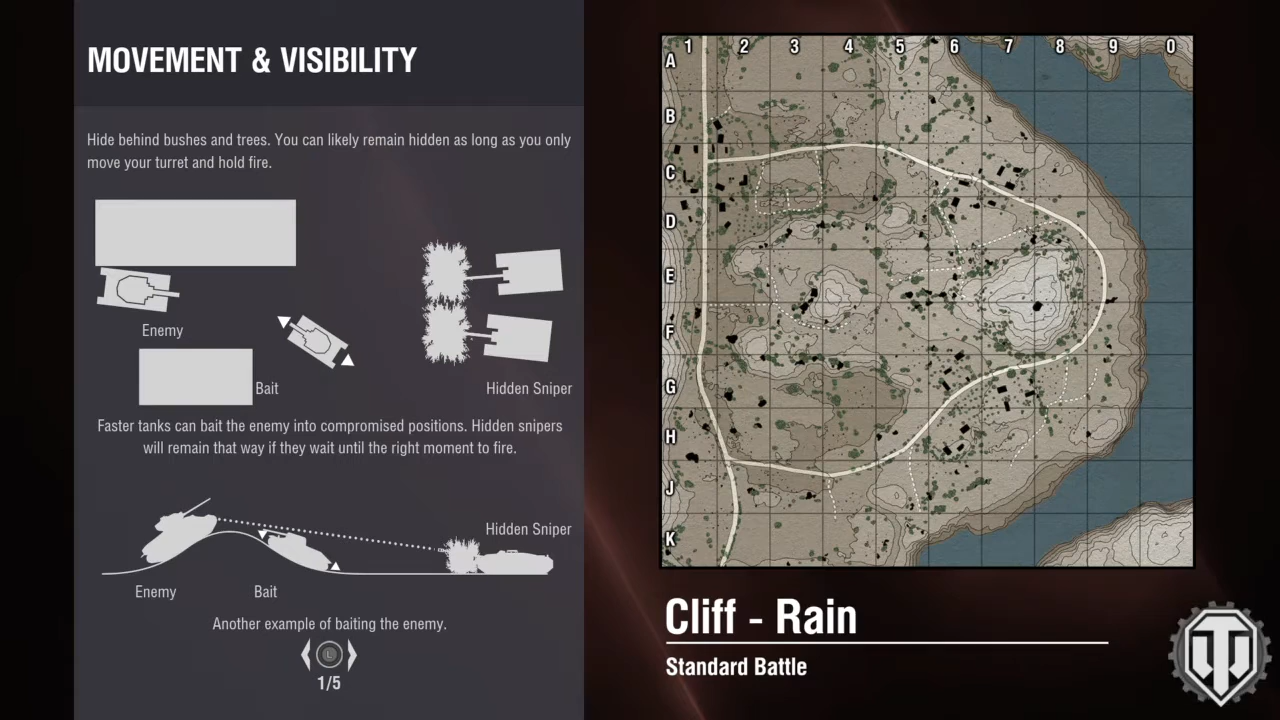 MOVEMENT & VISIBILITY
Hide behind bushes and trees. You can likely remain hidden as long as you only
move your turret and hold fire.
Enemy
Bait
Hidden Sniper
Faster tanks can bait the enemy into compromised positions. Hidden snipers
will remain that way if they wait until the right moment to fire.
Hidden Sniper
Enemy
Bait
Another example of baiting the enemy.
L
1/5
1 2 3 4 5 6 7 8 9 0
A
B
C
D
E
F
G
H
J
K
Cliff - Rain
Standard Battle